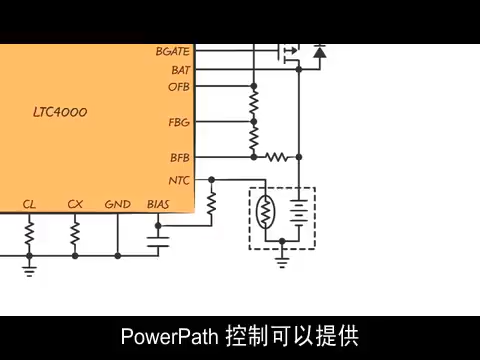 BGATE
BAT
OFB
LTC4000
FBG
BFB
NTC
CL CX GND BIAS
PowerPath 控制可以提供